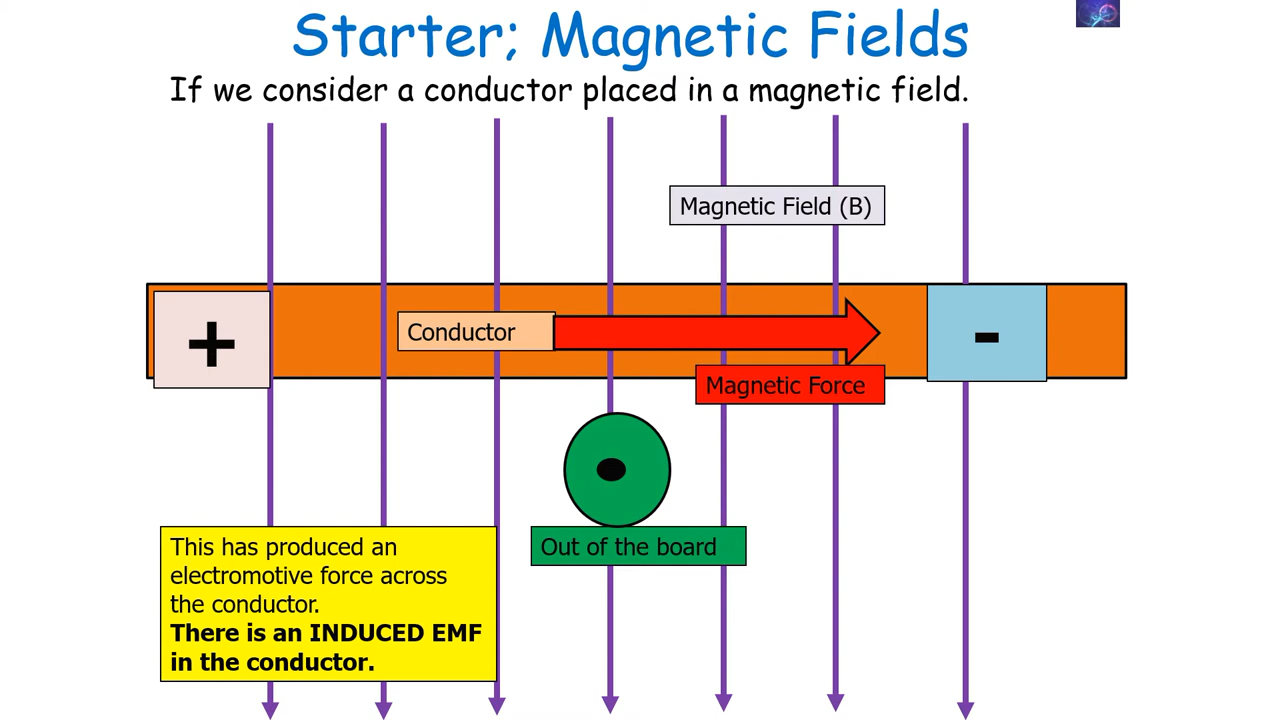 Starter; Magnetic Fields
If we consider a conductor placed in a magnetic field.
Magnetic Field (B)
+
Conductor
-
Magnetic Force
This has produced an
electromotive force across
the conductor.
There is an INDUCED EMF
in the conductor.
Out of the board